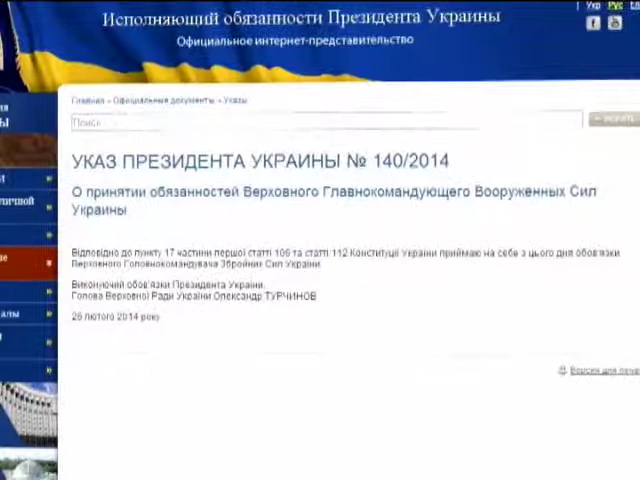 Исполняющий обязанности Президента Украины
Укр Рус
Официальное интернет-представительство
Главная » Официальные документы » Указы
Поиск
УКАЗ ПРЕЗИДЕНТА УКРАИНЫ № 140/2014
О принятии обязанностей Верховного Главнокомандующего Вооруженных Сил
Украины
Відповідно до пункту 17 частини першої статті 106 та статті 112 Конституції України приймаю на себе з цього дня обов'язки
Верховного Головнокомандувача Збройних Сил України.
Виконуючий обов'язки Президента України,
Голова Верховної Ради України Олександр ТУРЧИНОВ
26 лютого 2014 року
Версия для печа